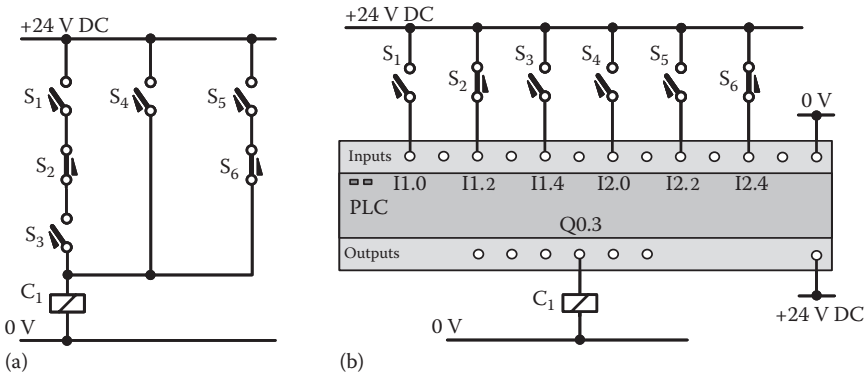 +24 V DC
S1
S4
S5
S2
S6
S3
C1
0 V
(a)
+24 V DC
S1
S2
S3
S4
S5
S6
0 V
Inputs
I1.0
I1.2
I1.4
I2.0
I2.2
I2.4
PLC
Q0.3
Outputs
C1
+24 V DC
0 V
(b)